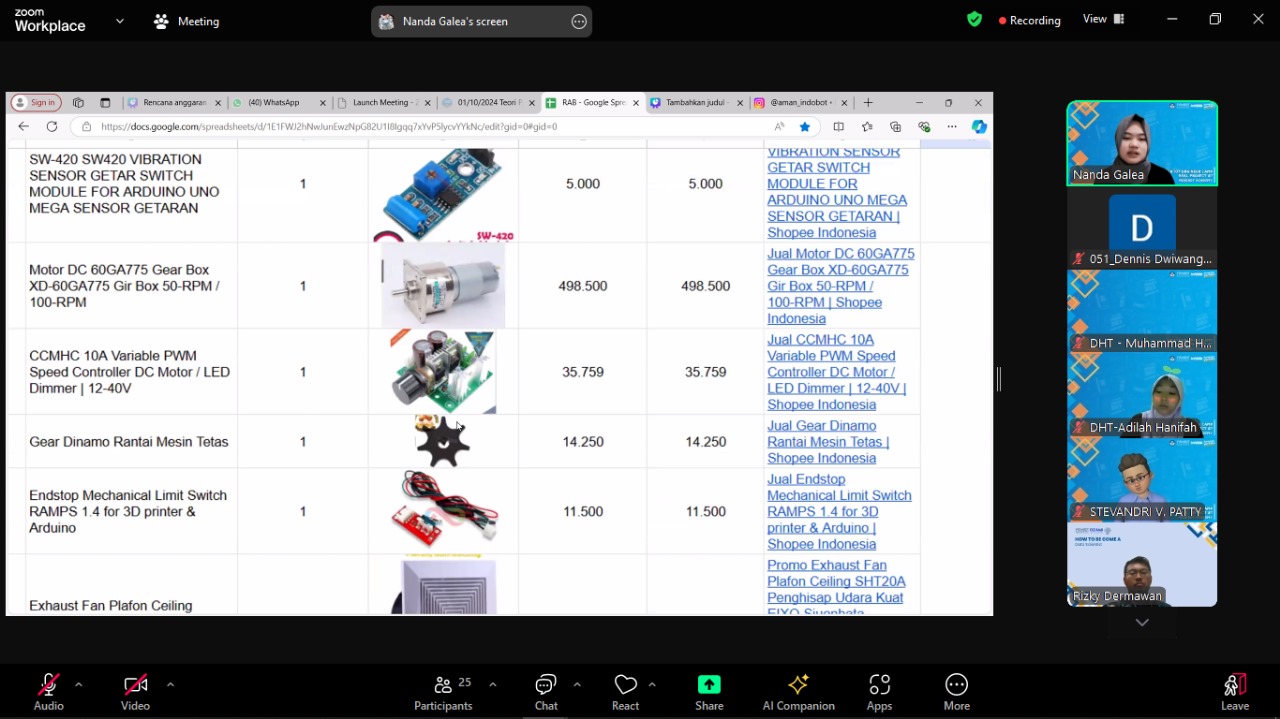 zoom
Workplace
Meeting
Nanda Galea's screen
Recording
View
Sign in
Rencana anggaran
(40) WhatsApp
Launch Meeting - Z
01/10/2024 Teori F
RAB - Google Spre
Tambahkan judul -
@aman_indobot •
https://docs.google.com/spreadsheets/d/1E1FWJ2hNwJunEwzNpG82U1I8lgqq7xYvP5lycvYYkNc/edit?gid=0#gid=0
SW-420 SW420 VIBRATION
SENSOR GETAR SWITCH
MODULE FOR ARDUINO UNO
MEGA SENSOR GETARAN
1
SW-420
5.000
5.000
VIBRATION SENSOR
GETAR SWITCH
MODULE FOR
ARDUINO UNO MEGA
SENSOR GETARAN |
Shopee Indonesia
Motor DC 60GA775 Gear Box
XD-60GA775 Gir Box 50-RPM /
100-RPM
1
498.500
498.500
Jual Motor DC 60GA775
Gear Box XD-60GA775
Gir Box 50-RPM /
100-RPM | Shopee
Indonesia
CCMHC 10A Variable PWM
Speed Controller DC Motor / LED
Dimmer | 12-40V
1
35.759
35.759
Jual CCMHC 10A
Variable PWM Speed
Controller DC Motor /
LED Dimmer | 12-40V |
Shopee Indonesia
Gear Dinamo Rantai Mesin Tetas
1
14.250
14.250
Jual Gear Dinamo
Rantai Mesin Tetas |
Shopee Indonesia
Endstop Mechanical Limit Switch
RAMPS 1.4 for 3D printer &
Arduino
1
11.500
11.500
Jual Endstop
Mechanical Limit Switch
RAMPS 1.4 for 3D
printer & Arduino |
Shopee Indonesia
Exhaust Fan Plafon Ceiling
Promo Exhaust Fan
Plafon Ceiling SHT20A
Penghisap Udara Kuat
Nanda Galea
D
051_Dennis Dwiwang...
DHT - Muhammad H...
DHT-Adilah Hanifah
STEVANDRI V. PATTY
HOW TO BE COME A
Rizky Dermawan
Audio
Video
Participants
25
Chat
React
Share
AI Companion
Apps
More
Leave